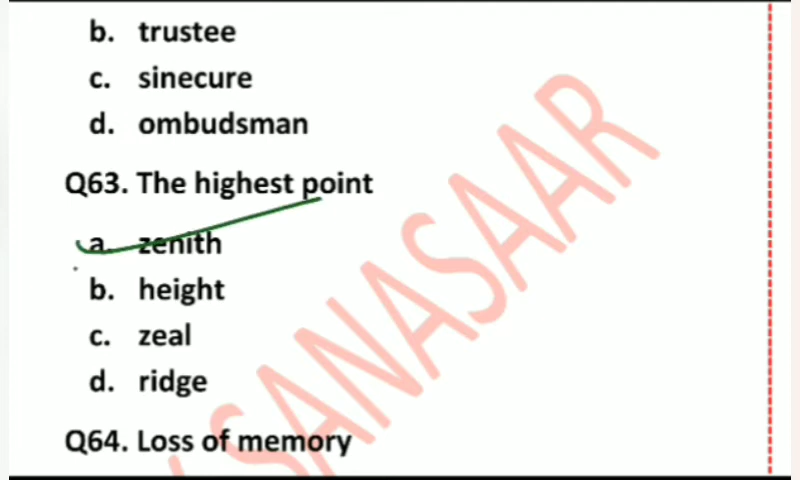 b. trustee
c. sinecure
d. ombudsman
Q63. The highest point
a. zenith
b. height
c. zeal
d. ridge
Q64. Loss of memory
SANASAAR